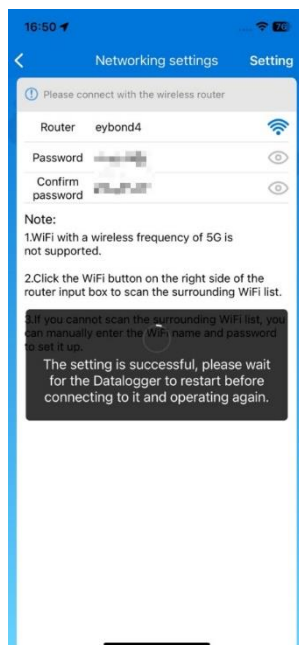 16:50
70
Networking settings
Setting
Please connect with the wireless router
Router eybond4
Password
Confirm
password
Note:
1.WiFi with a wireless frequency of 5G is
not supported.
2.Click the WiFi button on the right side of the
router input box to scan the surrounding WiFi list.
3.If you cannot scan the surrounding WiFi list, you
can manually enter the WiFi name and password
to set it up.
The setting is successful, please wait
for the Datalogger to restart before
connecting to it and operating again.